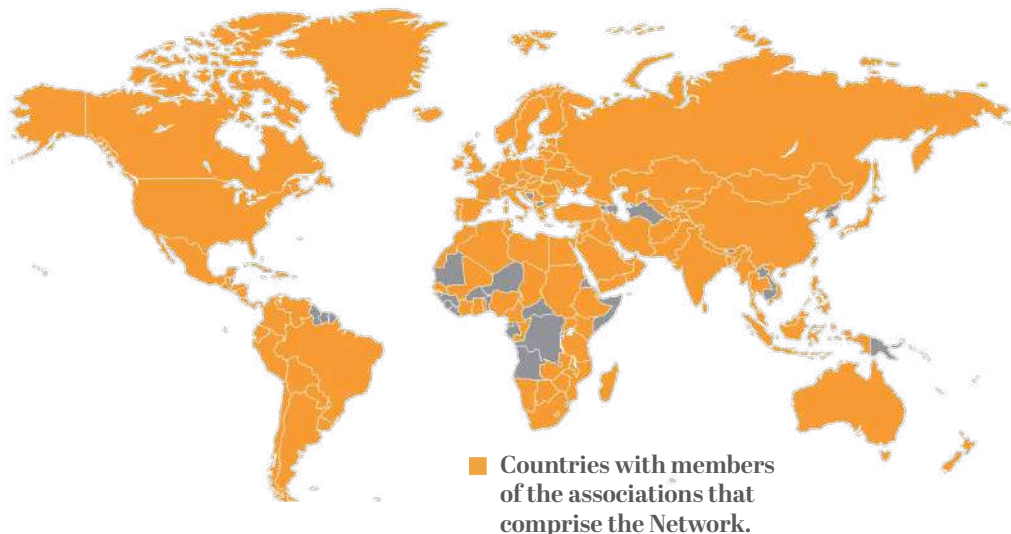 Countries with members
of the associations that
comprise the Network.